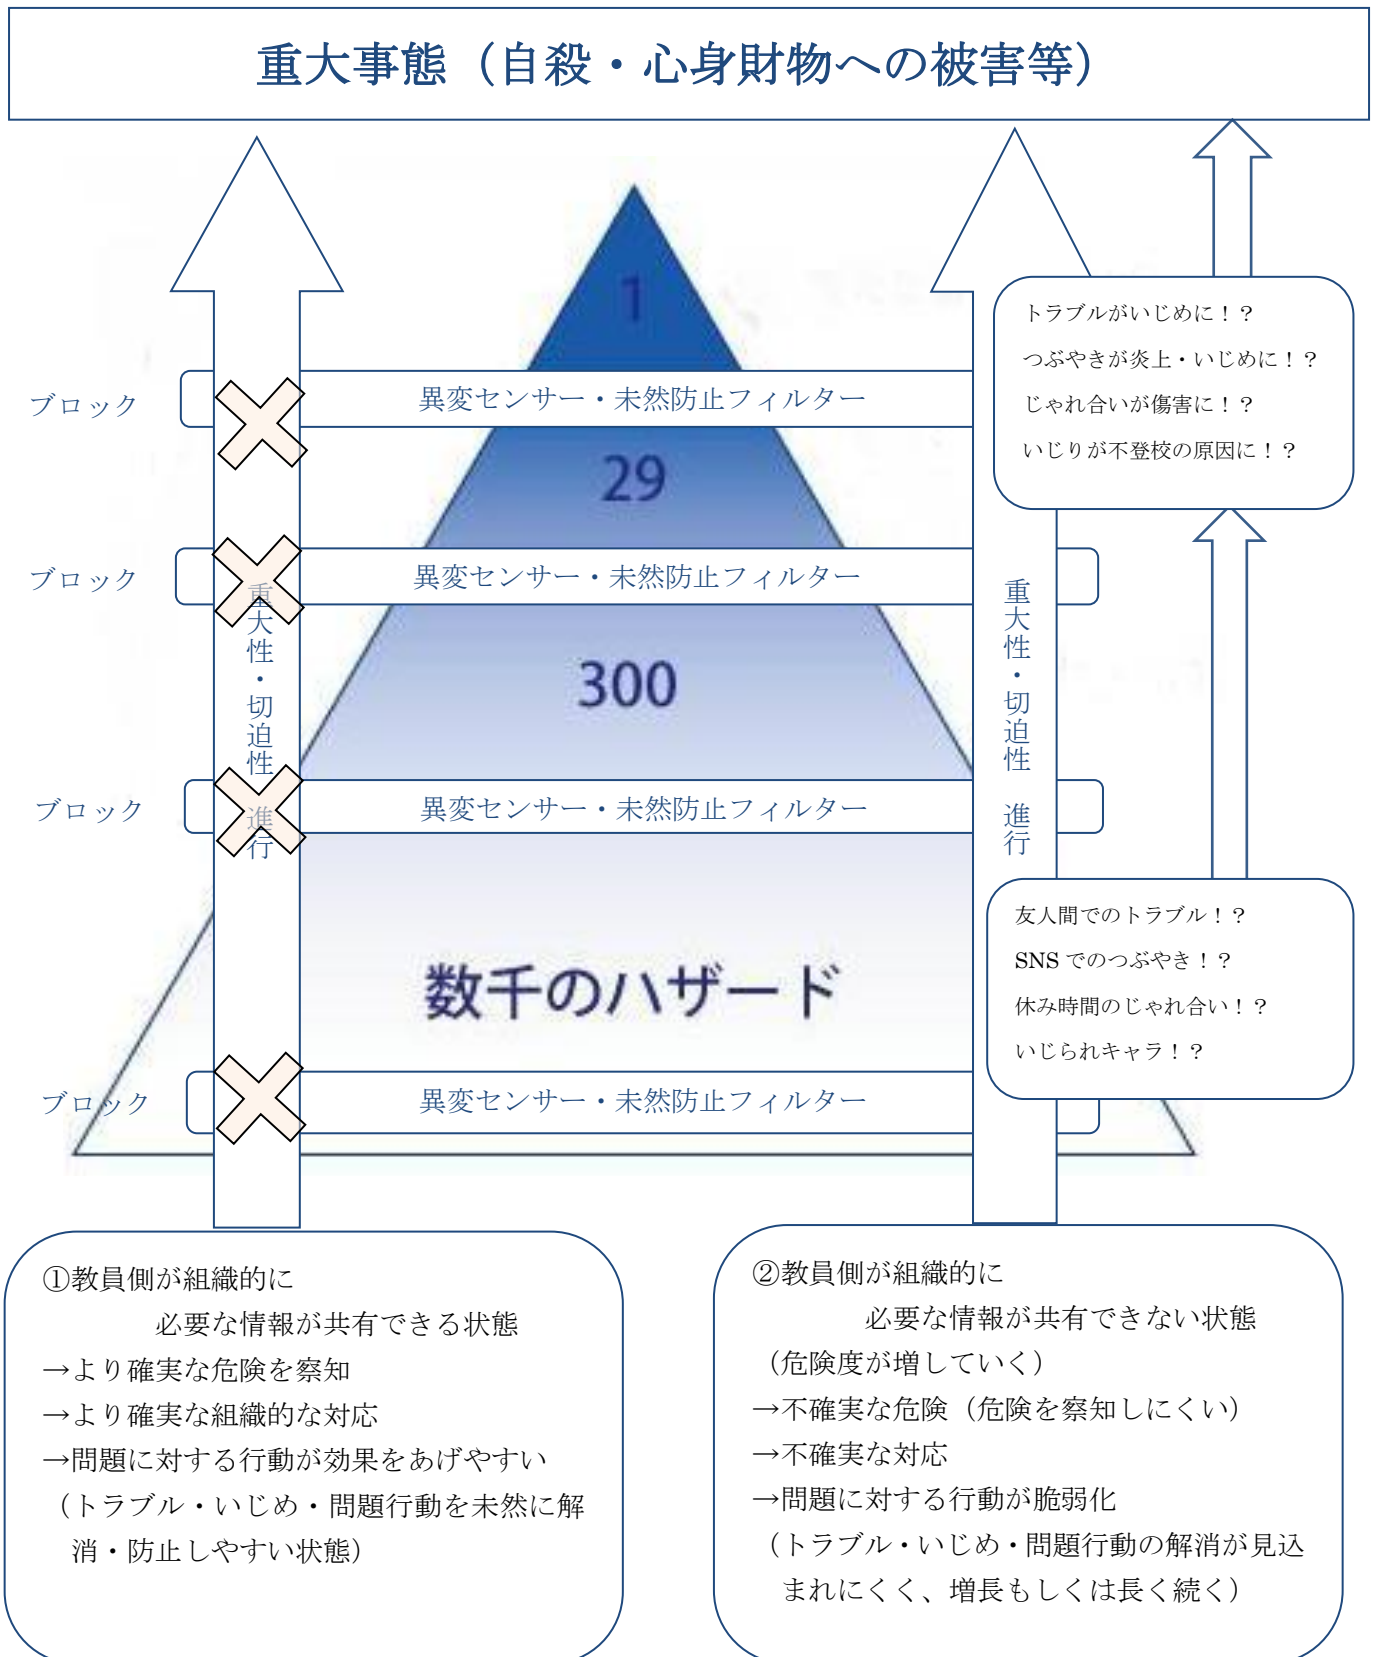 重大事態（自殺・心身財物への被害等）
1
トラブルがいじめに！？
つぶやきが炎上・いじめに！？
じゃれ合いが傷害に！？
いじりが不登校の原因に！？
ブロック
異変センサー・未然防止フィルター
29
ブロック
異変センサー・未然防止フィルター
重大性・切迫性　進行
300
重大性・切迫性　進行
ブロック
異変センサー・未然防止フィルター
友人間でのトラブル！？
SNSでのつぶやき！？
休み時間のじゃれ合い！？
いじられキャラ！？
数千のハザード
ブロック
異変センサー・未然防止フィルター
①教員側が組織的に
必要な情報が共有できる状態
→より確実な危険を察知
→より確実な組織的な対応
→問題に対する行動が効果をあげやすい
（トラブル・いじめ・問題行動を未然に解
消・防止しやすい状態）
②教員側が組織的に
必要な情報が共有できない状態
（危険度が増していく）
→不確実な危険（危険を察知しにくい）
→不確実な対応
→問題に対する行動が脆弱化
（トラブル・いじめ・問題行動の解消が見込
まれにくく、増長もしくは長く続く）